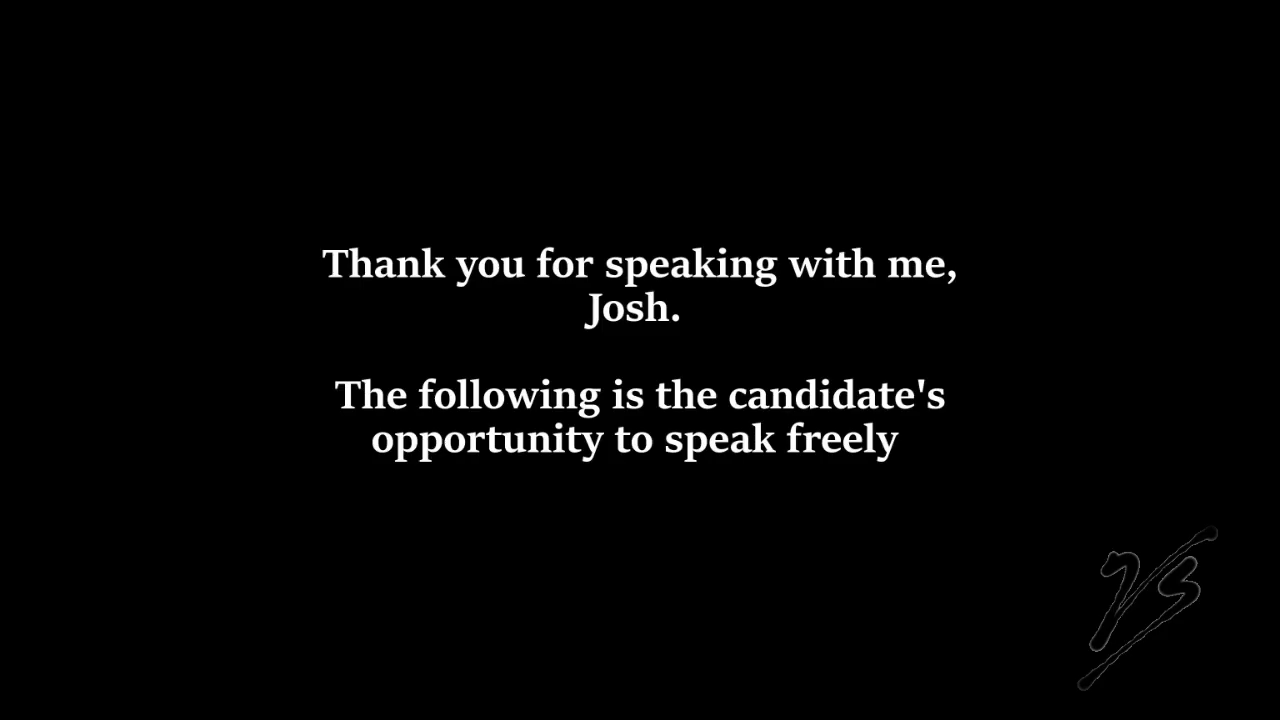 Thank you for speaking with me,
Josh.
The following is the candidate's
opportunity to speak freely